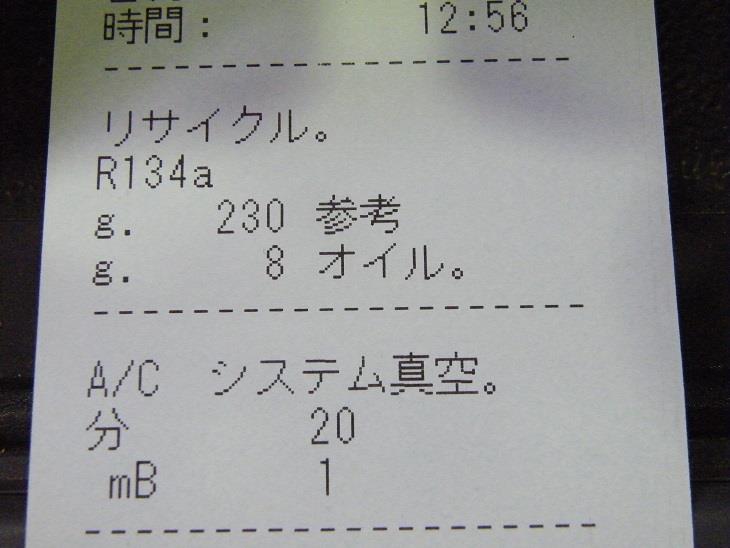 時間： 12:56
リサイクル。
R134a
g. 230 参考
g. 8 オイル。
A/C システム真空。
分 20
mB 1